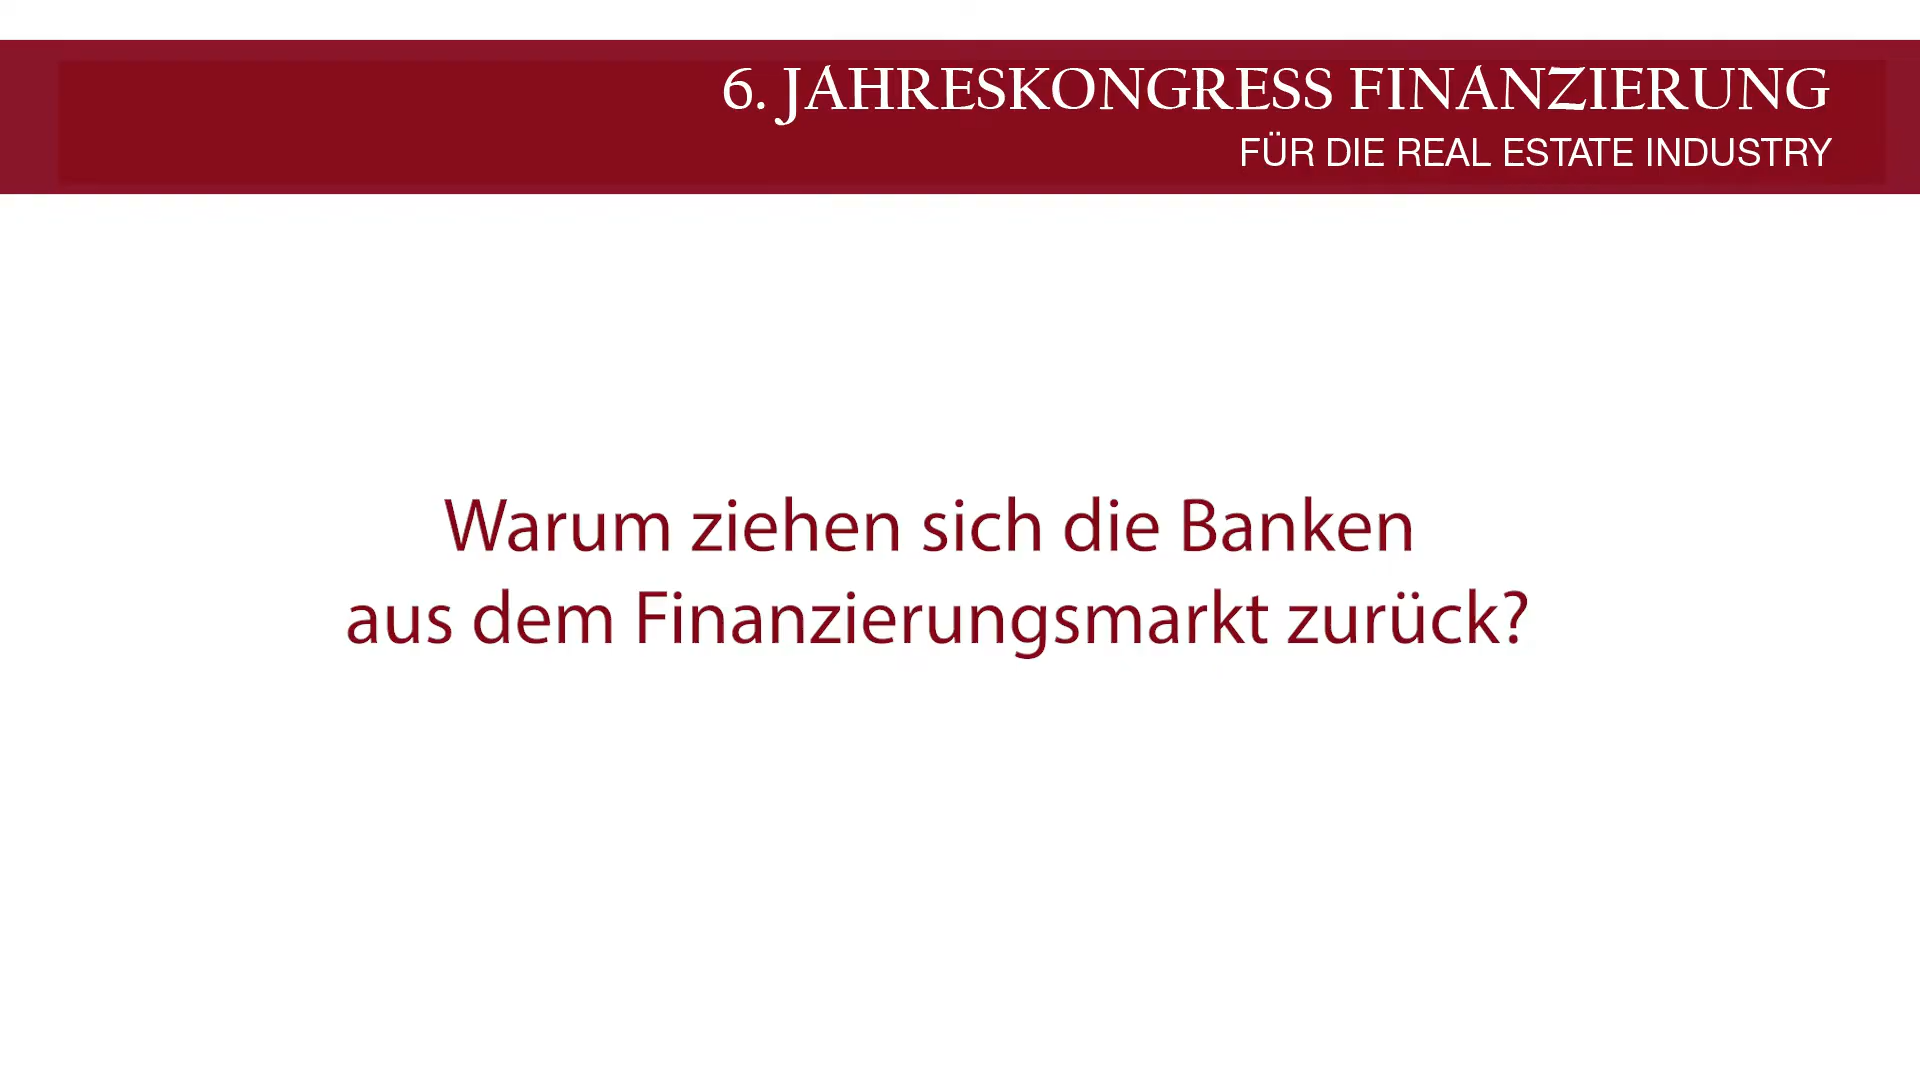 6. JAHRESKONGRESS FINANZIERUNG
FÜR DIE REAL ESTATE INDUSTRY
Warum ziehen sich die Banken
aus dem Finanzierungsmarkt zurück?